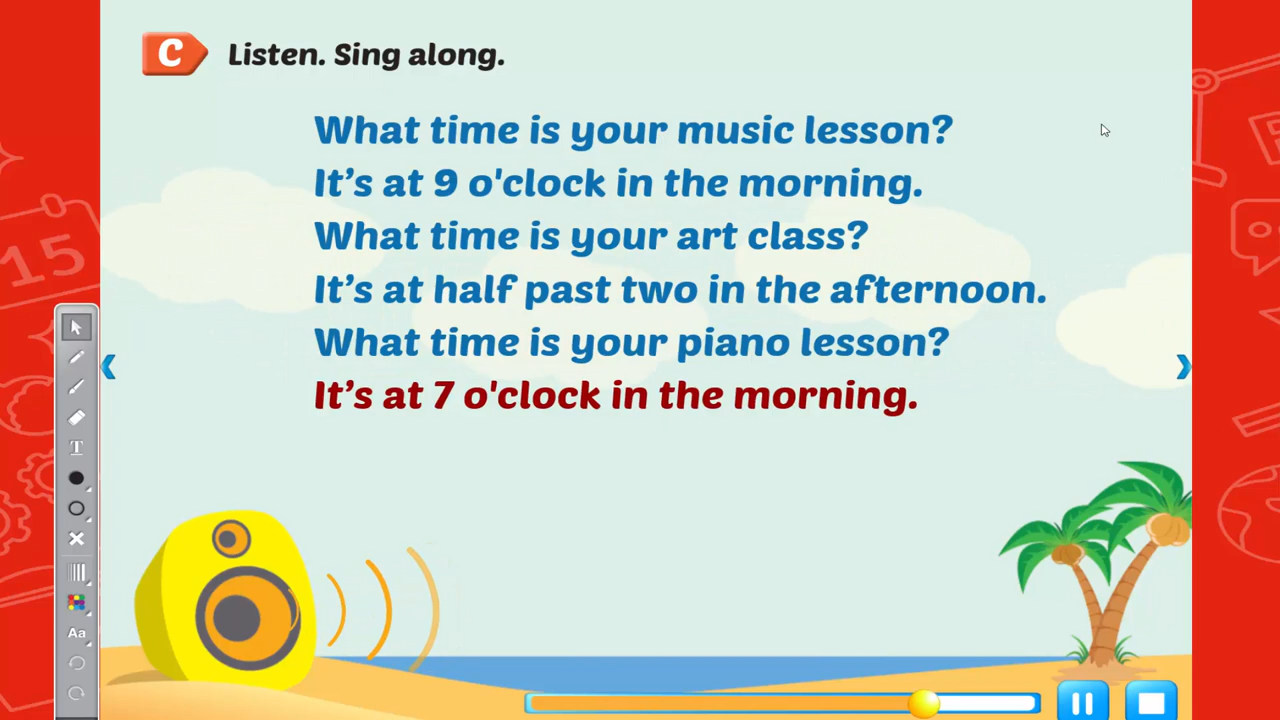 C Listen. Sing along.
What time is your music lesson?
It's at 9 o'clock in the morning.
What time is your art class?
It's at half past two in the afternoon.
What time is your piano lesson?
It's at 7 o'clock in the morning.
15
T
Aa